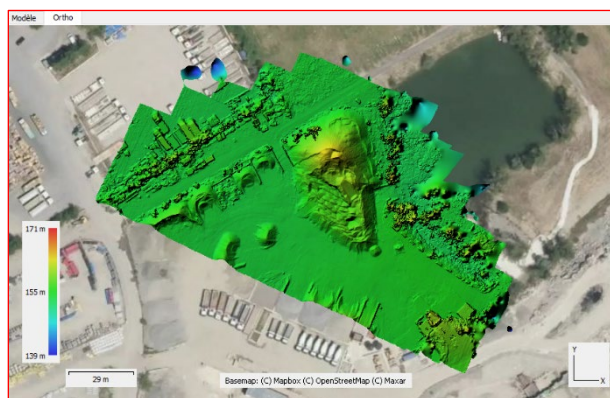 Modèle Ortho
171 m
155 m
139 m
29 m
Basemap: (C) Mapbox (C) OpenStreetMap (C) Maxar
Y
X